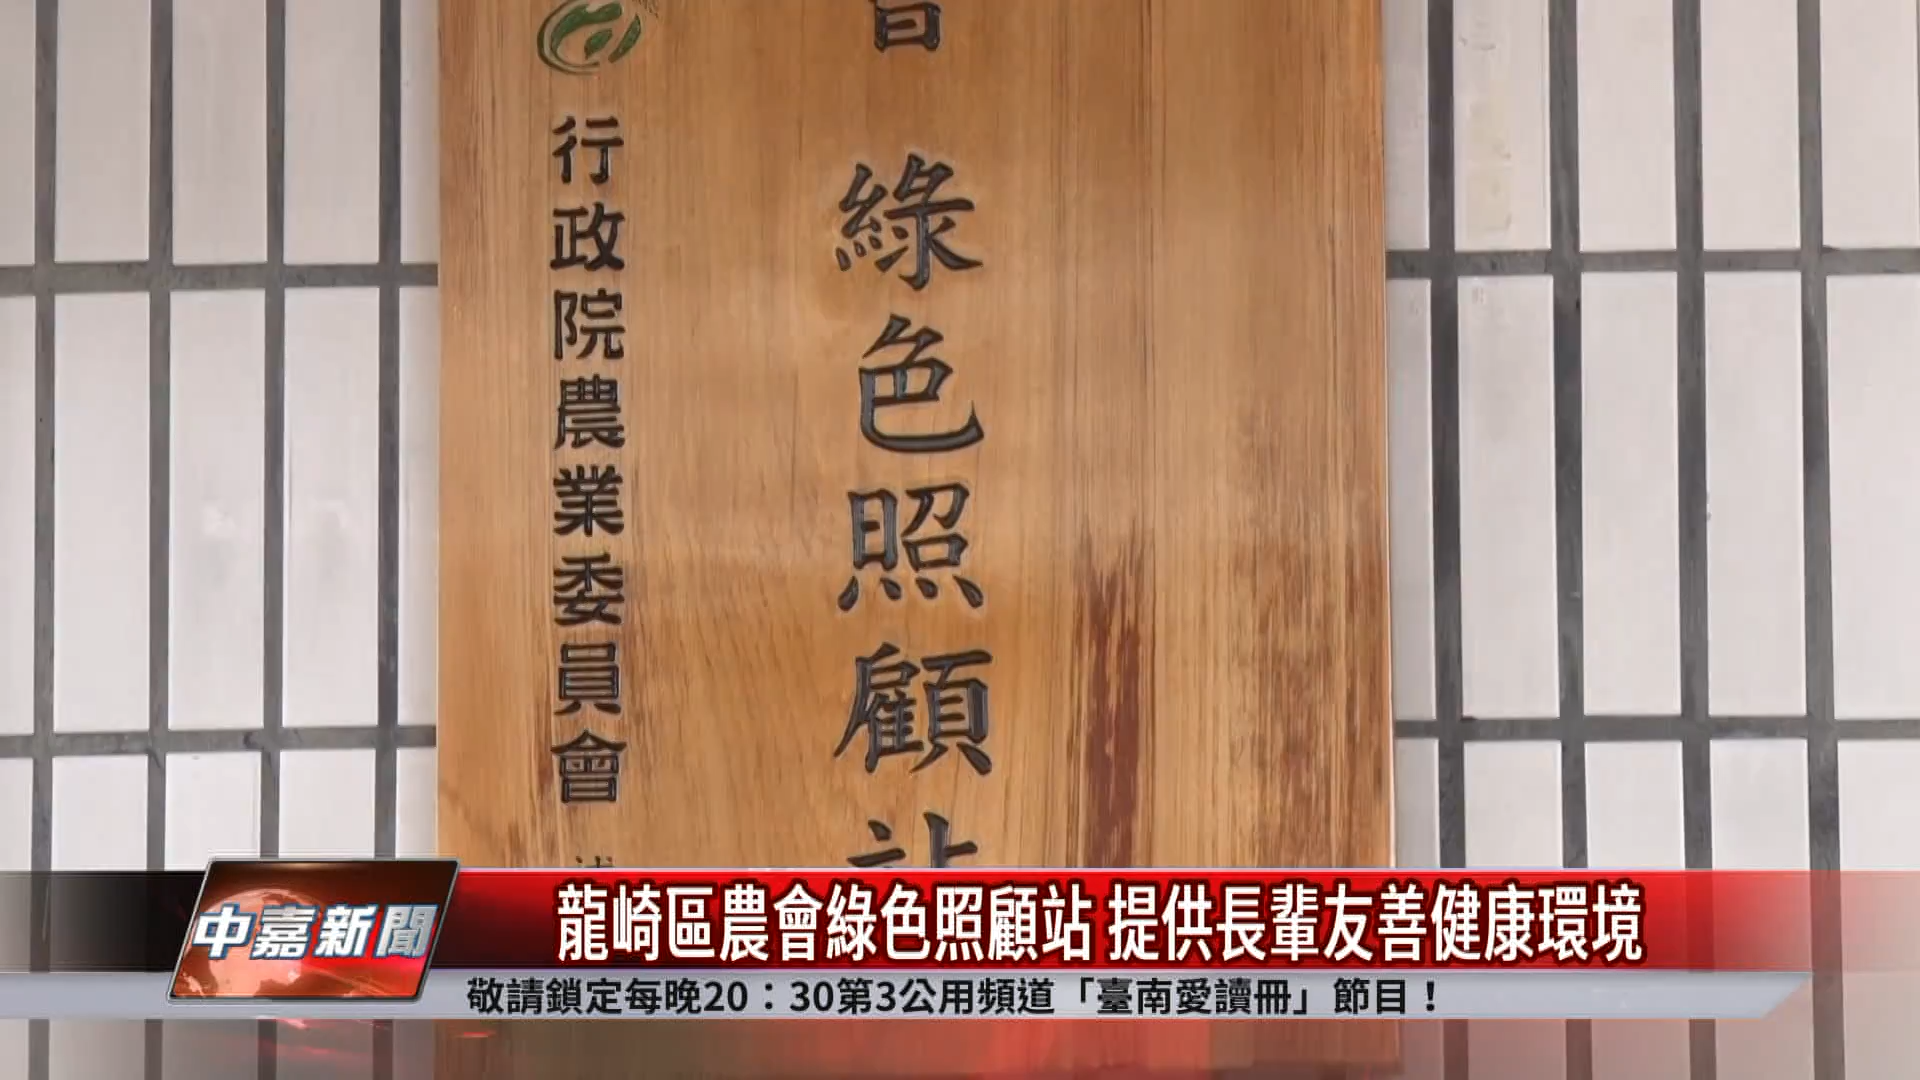 綠色照顧站
行政院農業委員會
中嘉新聞
龍崎區農會綠色照顧站 提供長輩友善健康環境
敬請鎖定每晚20：30第3公用頻道「臺南愛讀冊」節目！